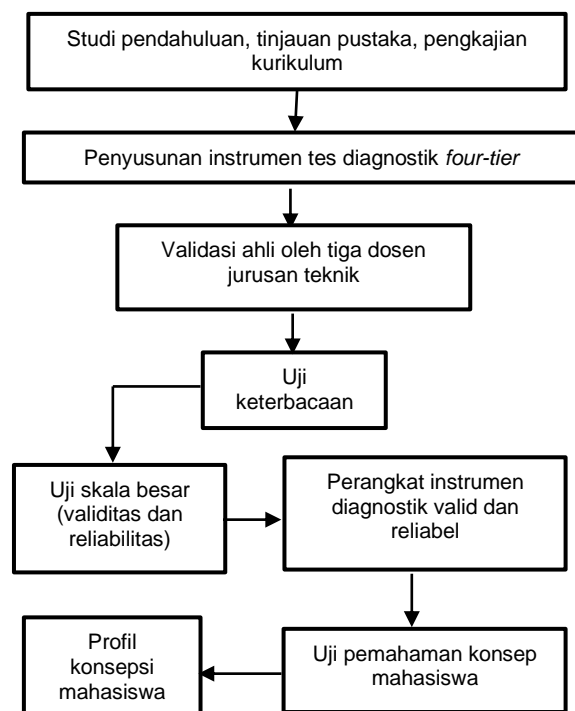 Studi pendahuluan, tinjauan pustaka, pengkajian
kurikulum
Penyusunan instrumen tes diagnostik four-tier
Validasi ahli oleh tiga dosen
jurusan teknik
Uji
keterbacaan
Uji skala besar
(validitas dan
reliabilitas)
Perangkat instrumen
diagnostik valid dan
reliabel
Uji pemahaman konsep
mahasiswa
Profil
konsepsi
mahasiswa